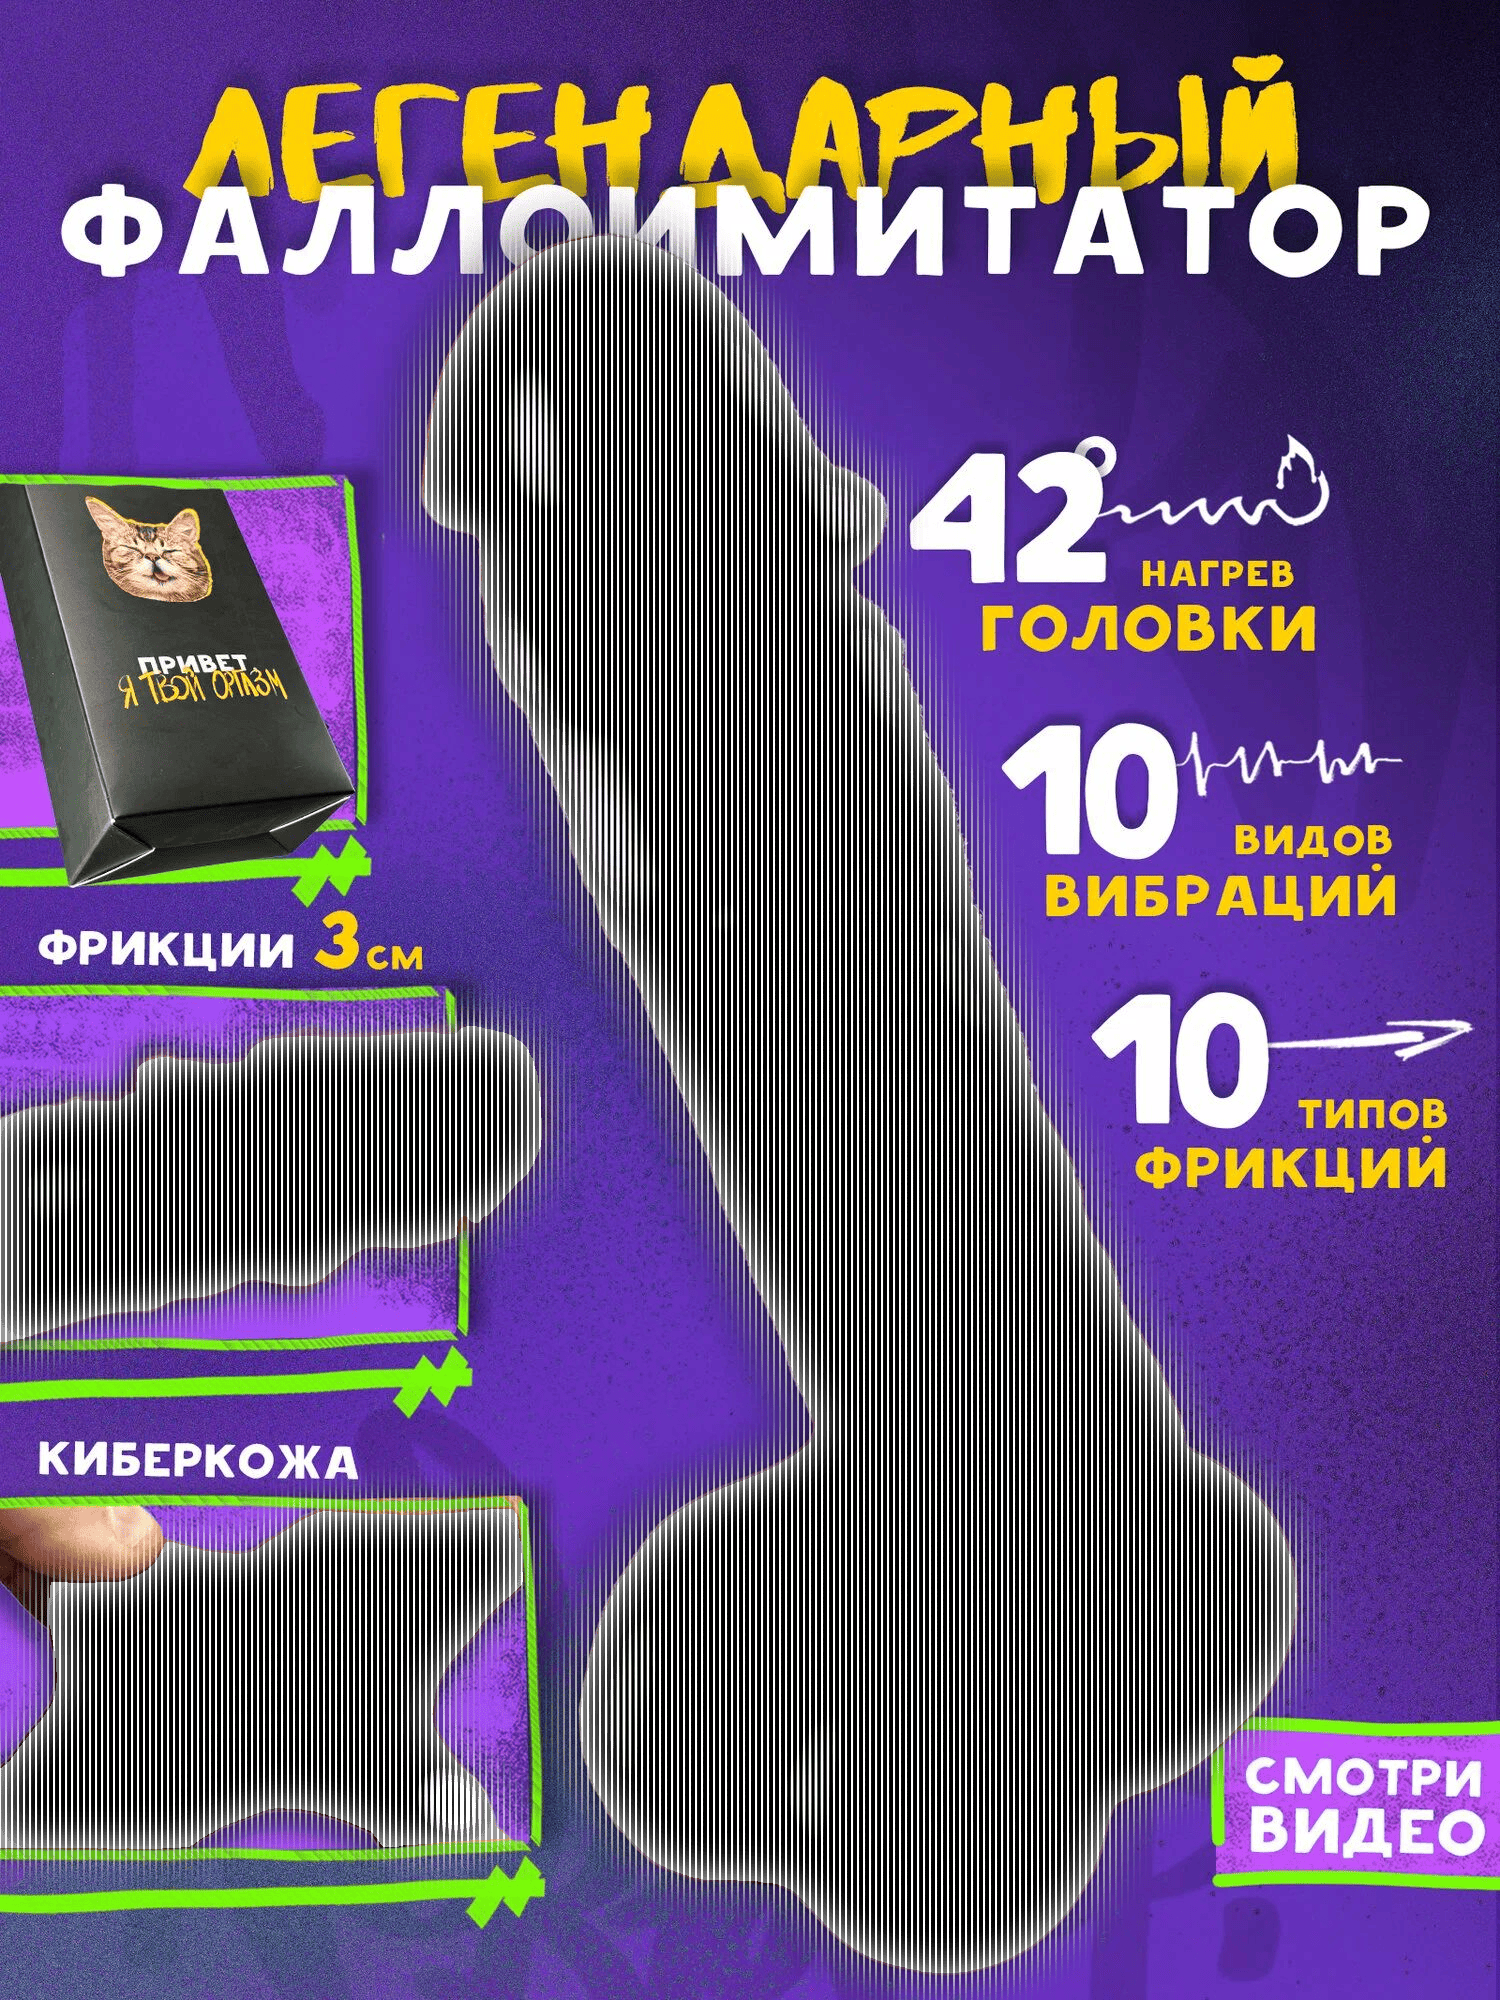 ЛЕГЕНДАРНЫЙ
ФАЛЛОИМИТАТОР
42°
НАГРЕВ
ГОЛОВКИ
ПРИВЕТ,
Я ТВОЙ ОРГАЗМ
10
ВИДОВ
ВИБРАЦИЙ
ФРИКЦИИ 3 СМ
10
ТИПОВ
ФРИКЦИЙ
КИБЕРКОЖА
СМОТРИ
ВИДЕО